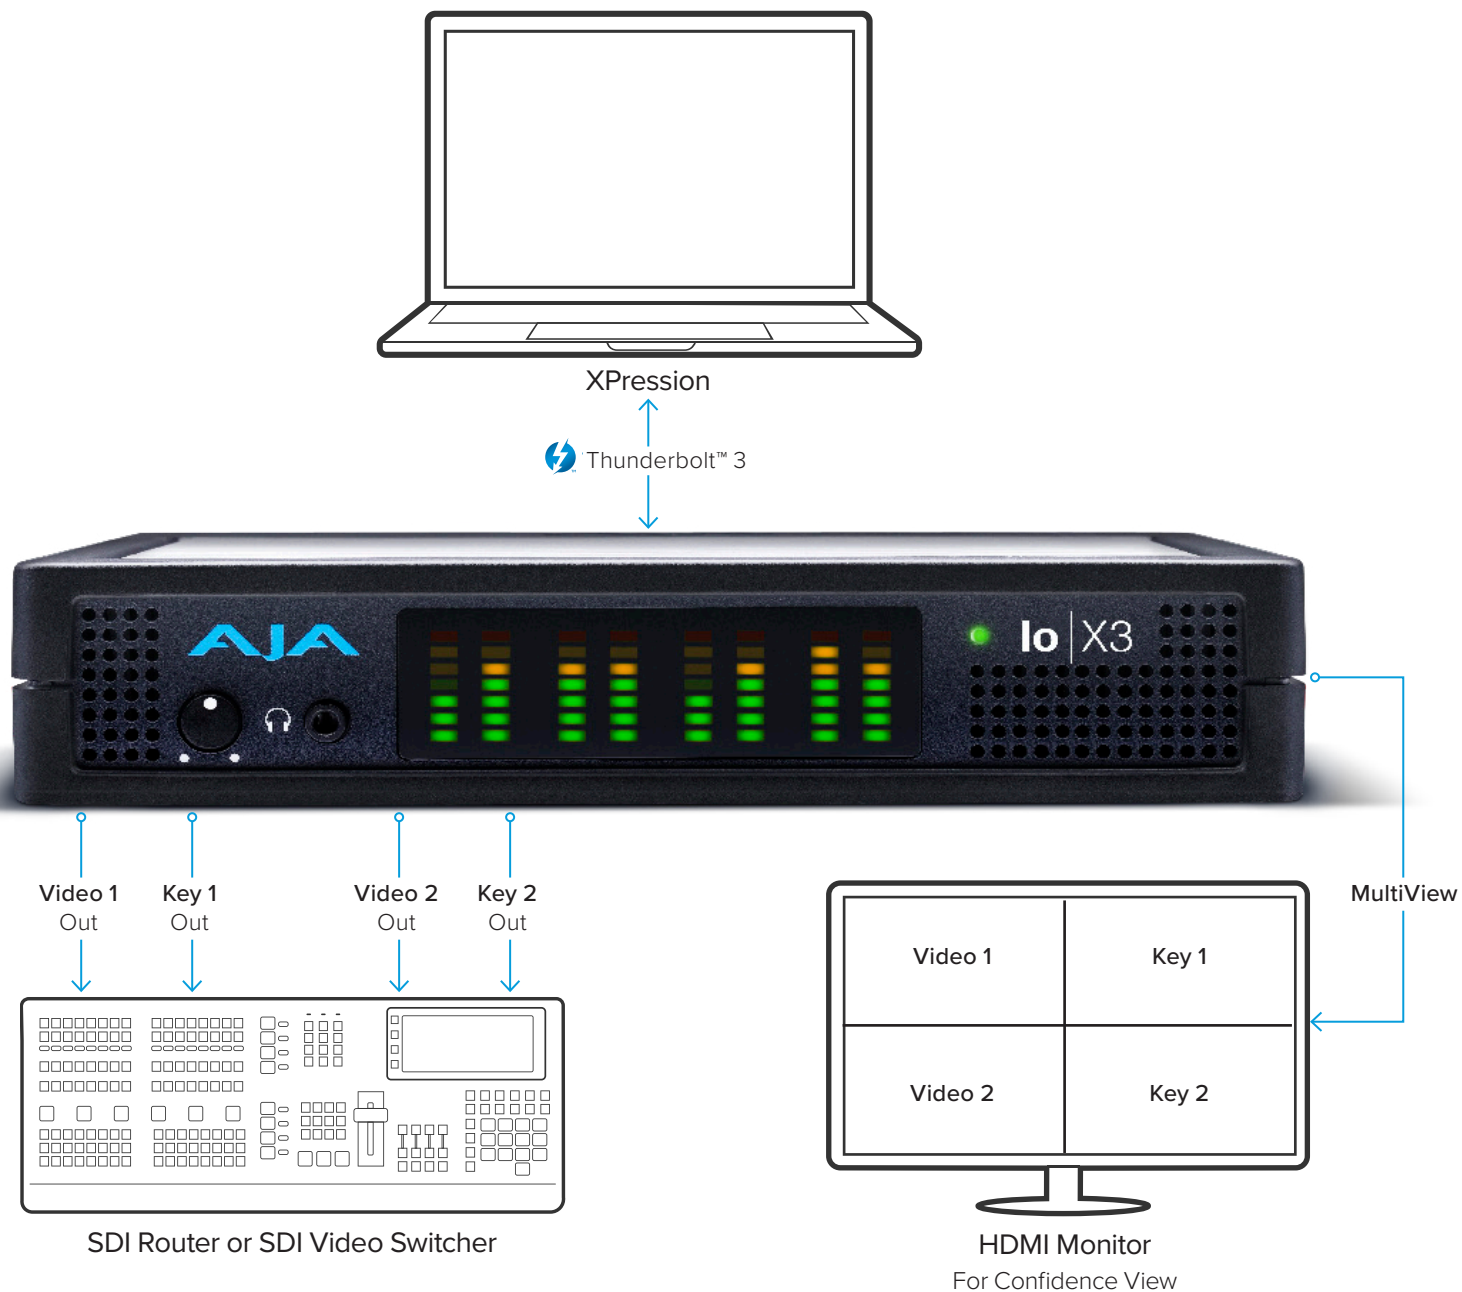 XPression
Thunderbolt™ 3
AJA
Io|X3
Video 1
Out
Key 1
Out
Video 2
Out
Key 2
Out
MultiView
Video 1
Key 1
Video 2
Key 2
SDI Router or SDI Video Switcher
HDMI Monitor
For Confidence View